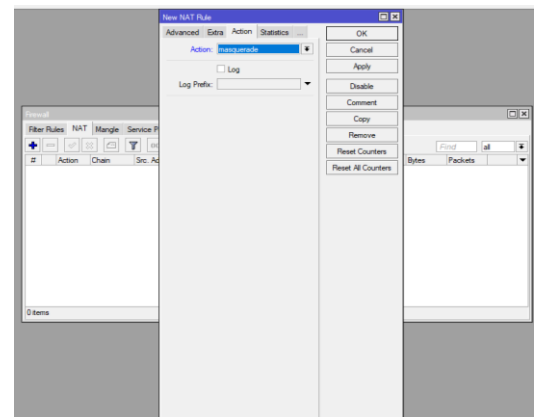 New NAT Rule
Advanced Extra Action Statistics ...
Action: masquerade
Log
Log Prefix:
OK
Cancel
Apply
Disable
Comment
Copy
Remove
Reset Counters
Reset All Counters
Firewall
Filter Rules NAT Mangle Service P
Find all
# Action Chain Src. Ad Bytes Packets
0 items